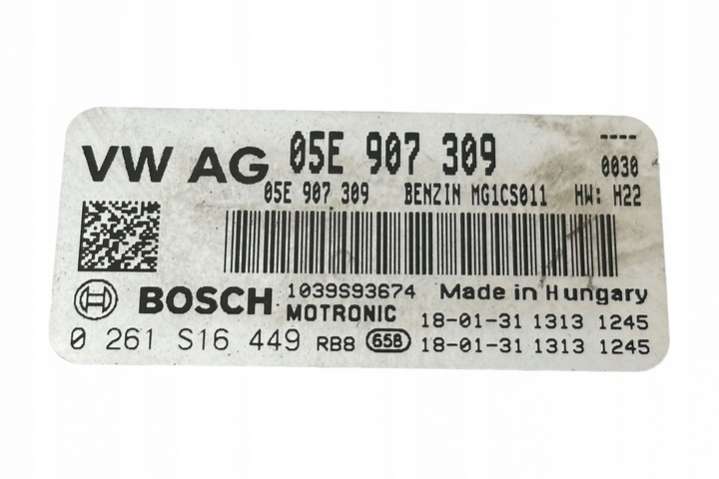 ----
VW AG 05E 907 309 0030
05E 907 309 BENZIN MG1CS011 HW: H22
BOSCH 1039S93674 Made in Hungary
MOTRONIC 18-01-31 1313 1245
0 261 S16 449 RB8 65B 18-01-31 1313 1245